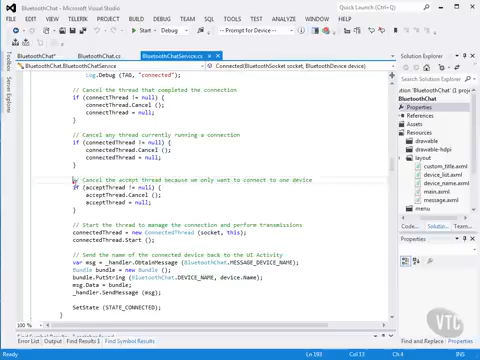 BluetoothChat - Microsoft Visual Studio
Quick Launch (Ctrl+Q)
FILE EDIT VIEW TELERIK PROJECT BUILD DEBUG TEAM SQL TOOLS TEST ANALYZE WINDOW HELP
Start Debug - Prompt for Device -
Server Explorer
BluetoothChat* BluetoothChat.cs BluetoothChatService.cs
BluetoothChat.BluetoothChatService Connected(BluetoothSocket socket, BluetoothDevice device)
Log.Debug (TAG, "connected");
// Cancel the thread that completed the connection
if (connectThread != null) {
connectThread.Cancel ();
connectThread = null;
}
// Cancel any thread currently running a connection
if (connectedThread != null) {
connectedThread.Cancel ();
connectedThread = null;
}
// Cancel the accept thread because we only want to connect to one device
if (acceptThread != null) {
acceptThread.Cancel ();
acceptThread = null;
}
// Start the thread to manage the connection and perform transmissions
connectedThread = new ConnectedThread (socket, this);
connectedThread.Start ();
// Send the name of the connected device back to the UI Activity
var msg = _handler.ObtainMessage (BluetoothChat.MESSAGE_DEVICE_NAME);
Bundle bundle = new Bundle ();
bundle.PutString (BluetoothChat.DEVICE_NAME, device.Name);
msg.Data = bundle;
_handler.SendMessage (msg);
SetState (STATE_CONNECTED);
}
100 %
Error List Output Find Results 1 Find Symbol Results
Solution Explorer
Search Solution Explorer
BluetoothChat
Properties
References
Assets
drawable
drawable-hdpi
layout
custom_title.axml
device_list.axml
device_name.axml
main.axml
message.axml
menu
Properties
VTC
Find and Replace Properties
Ready Ln 193 Col 13 Ch 4 INS